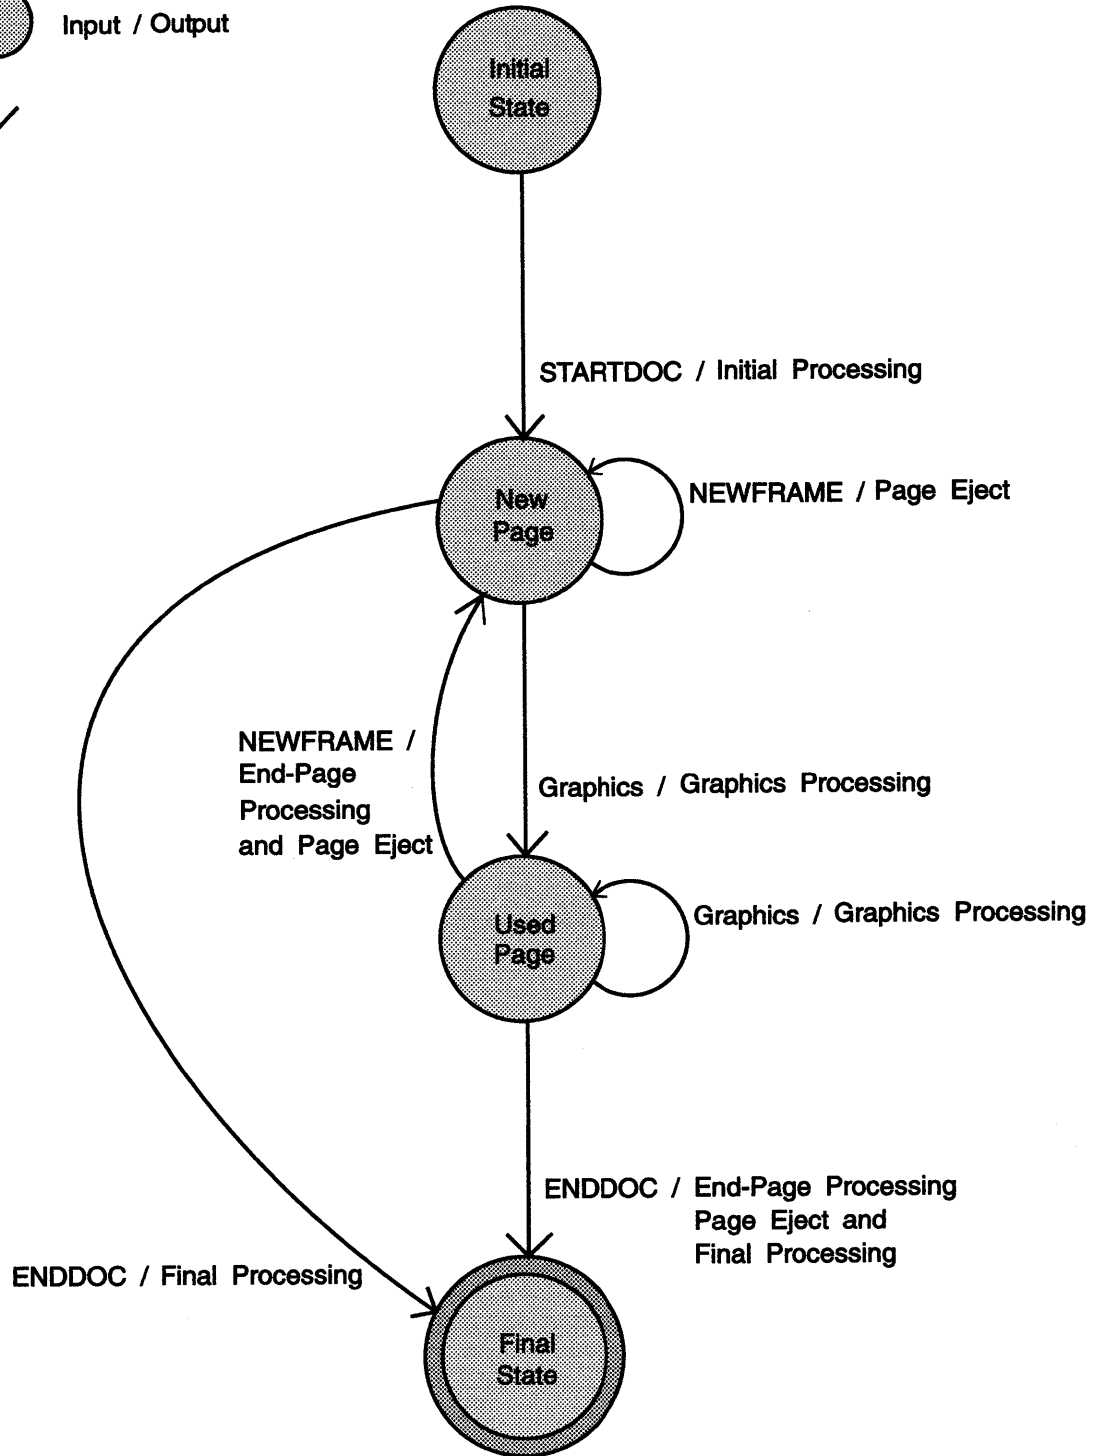 Input / Output
Initial
State
STARTDOC / Initial Processing
New
Page
NEWFRAME / Page Eject
NEWFRAME /
End-Page
Processing
and Page Eject
Graphics / Graphics Processing
Used
Page
Graphics / Graphics Processing
ENDDOC / End-Page Processing
Page Eject and
Final Processing
ENDDOC / Final Processing
Final
State